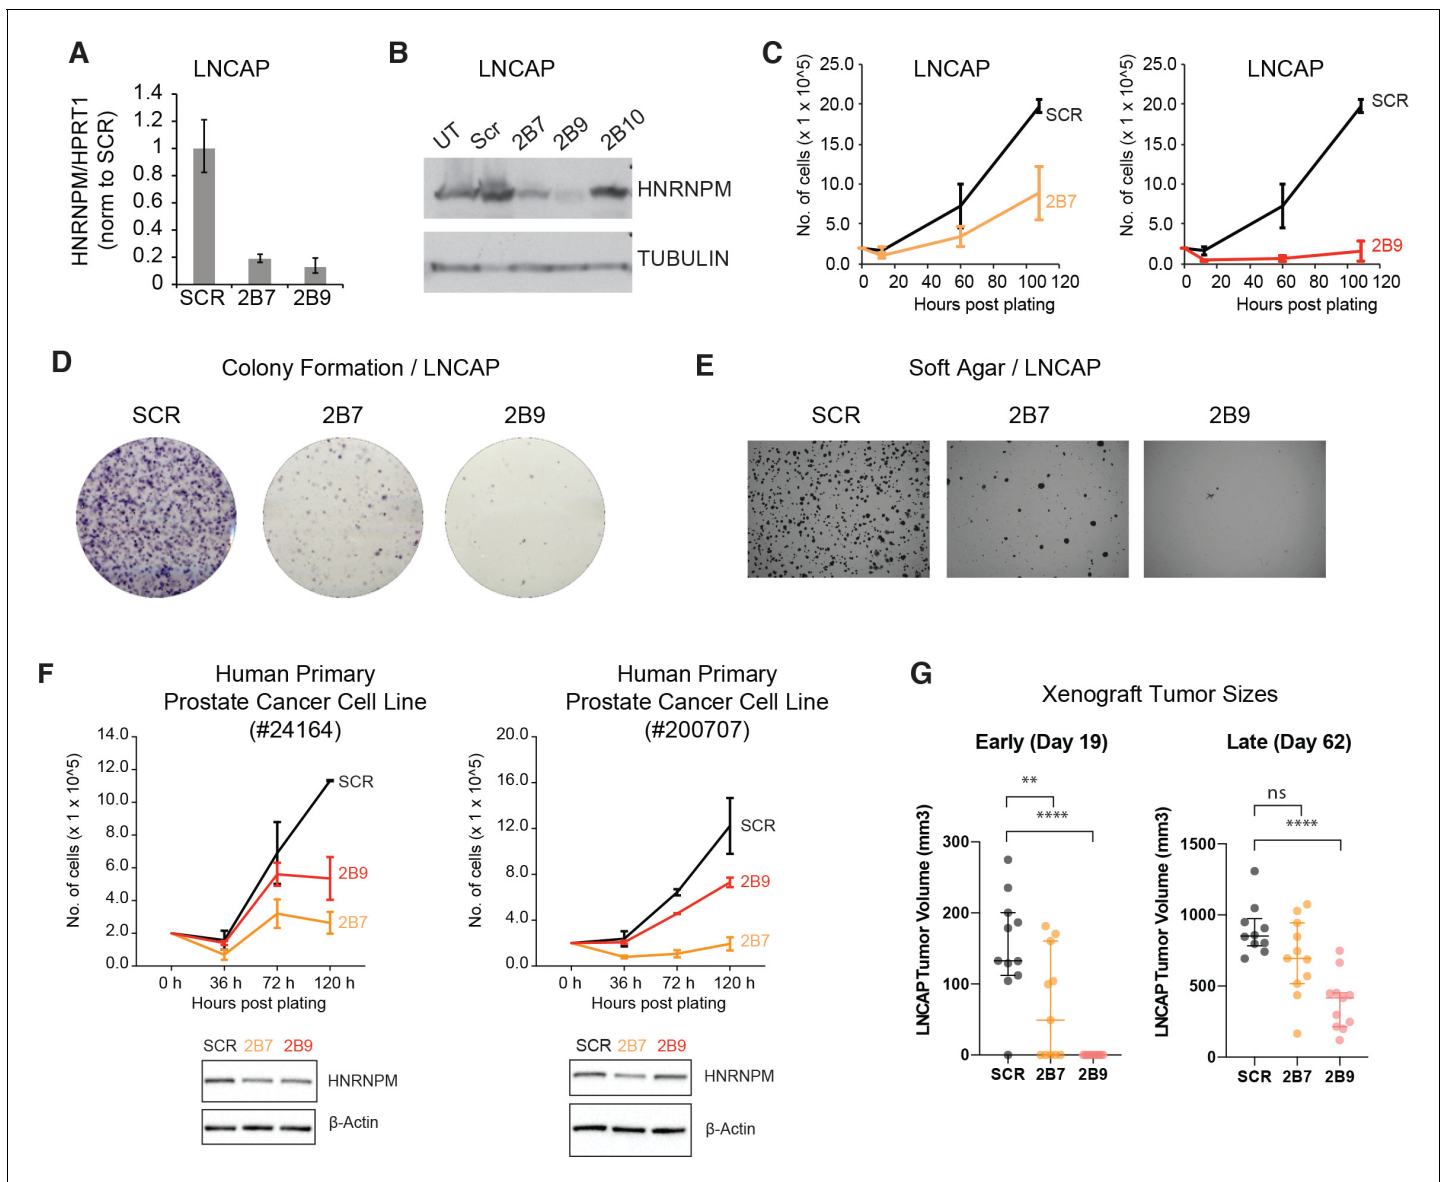 A
LNCAP
HNRNPM/HPRT1
(norm to SCR)
1.4
1.2
1
0.8
0.6
0.4
0.2
0
SCR 2B7 2B9
B
LNCAP
UT Scr 2B7 2B9 2B10
HNRNPM
TUBULIN
C
LNCAP
No. of cells (x 1 x 10^5)
25.0
20.0
15.0
10.0
5.0
0.0
SCR
2B7
0 20 40 60 80 100 120
Hours post plating
LNCAP
No. of cells (x 1 x 10^5)
25.0
20.0
15.0
10.0
5.0
0.0
SCR
2B9
0 20 40 60 80 100 120
Hours post plating
D
Colony Formation / LNCAP
SCR 2B7 2B9
E
Soft Agar / LNCAP
SCR 2B7 2B9
F
Human Primary
Prostate Cancer Cell Line
(#24164)
No. of cells (x 1 x 10^5)
14.0
12.0
10.0
8.0
6.0
4.0
2.0
0.0
SCR
2B9
2B7
0 h 36 h 72 h 120 h
Hours post plating
SCR 2B7 2B9
HNRNPM
β-Actin
Human Primary
Prostate Cancer Cell Line
(#200707)
No. of cells (x 1 x 10^5)
20.0
16.0
12.0
8.0
4.0
0.0
SCR
2B9
2B7
0 h 36 h 72 h 120 h
Hours post plating
SCR 2B7 2B9
HNRNPM
β-Actin
G
Xenograft Tumor Sizes
Early (Day 19)
**
****
LNCAP Tumor Volume (mm3)
300
200
100
0
SCR 2B7 2B9
Late (Day 62)
ns
****
LNCAP Tumor Volume (mm3)
1500
1000
500
0
SCR 2B7 2B9